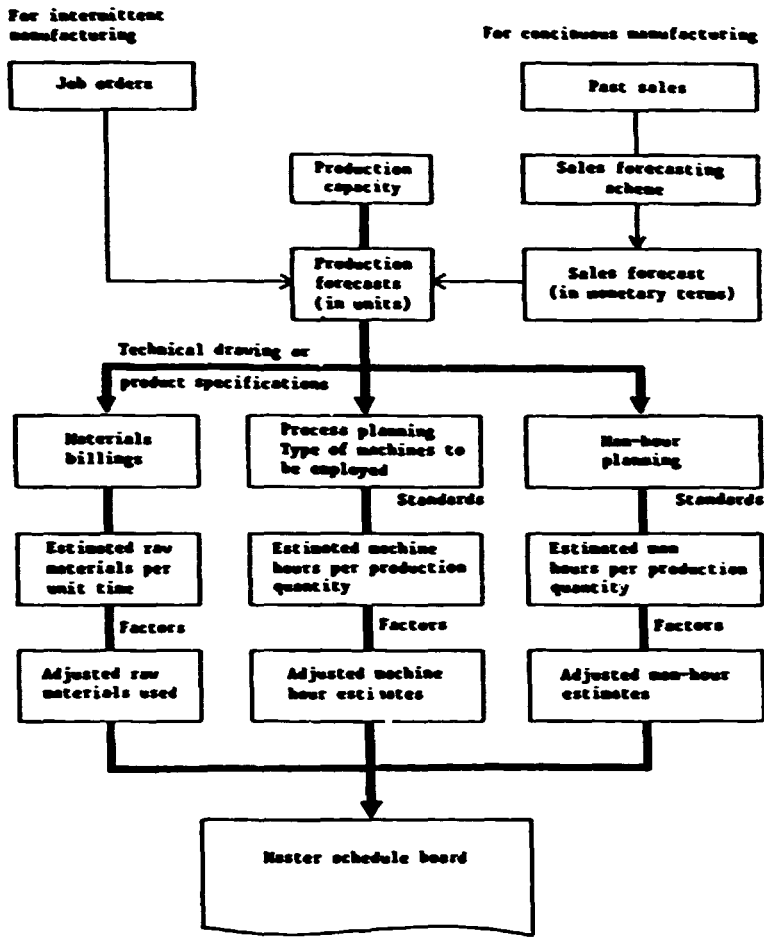 For intermittent
manufacturing
For continuous manufacturing
Job orders
Past sales
Production
capacity
Sales forecasting
scheme
Production
forecasts
(in units)
Sales forecast
(in monetary terms)
Technical drawing or
product specifications
Materials
billings
Process planning
Type of machines to
be employed
Man-hour
planning
Standards
Standards
Estimated raw
materials per
unit time
Estimated machine
hours per production
quantity
Estimated man
hours per production
quantity
Factors
Factors
Factors
Adjusted raw
materials used
Adjusted machine
hour estimates
Adjusted man-hour
estimates
Master schedule board